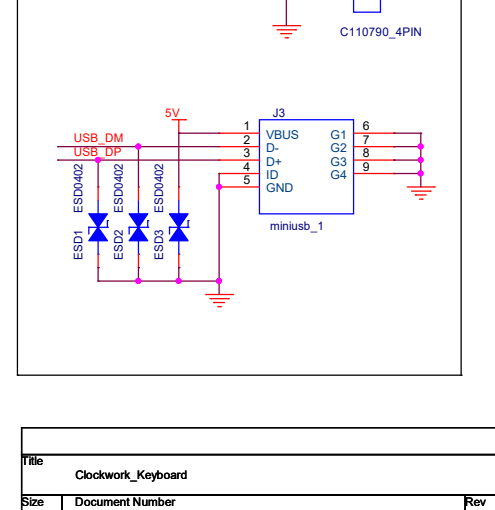 C110790_4PIN
5V
J3
USB_DM
USB_DP
1
2
3
4
5
VBUS
D-
D+
ID
GND
G1
G2
G3
G4
6
7
8
9
miniusb_1
ESD0402
ESD0402
ESD0402
ESD1
ESD2
ESD3
Title
Clockwork_Keyboard
Size
Document Number
Rev